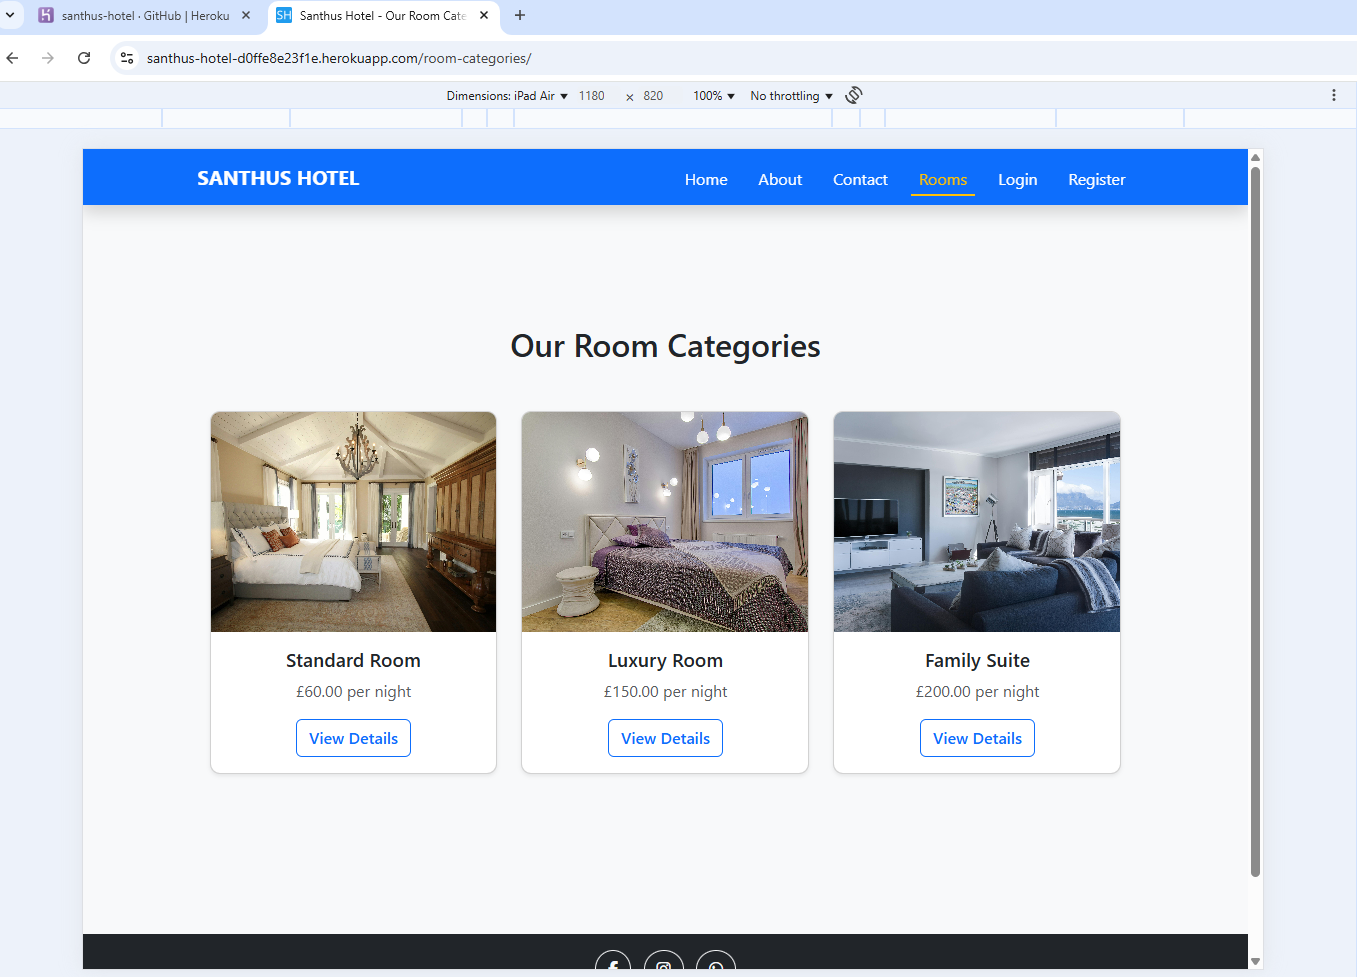 santhus-hotel · GitHub | Heroku
SH Santhus Hotel - Our Room Cate
santhus-hotel-d0ffe8e23f1e.herokuapp.com/room-categories/
Dimensions: iPad Air 1180 × 820 100% No throttling
SANTHUS HOTEL Home About Contact Rooms Login Register
Our Room Categories
Standard Room
£60.00 per night
View Details
Luxury Room
£150.00 per night
View Details
Family Suite
£200.00 per night
View Details